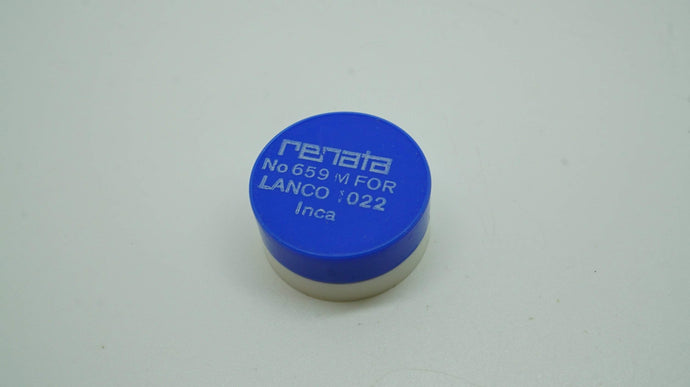 renata
No 659 M FOR
LANCO 1022
Inca